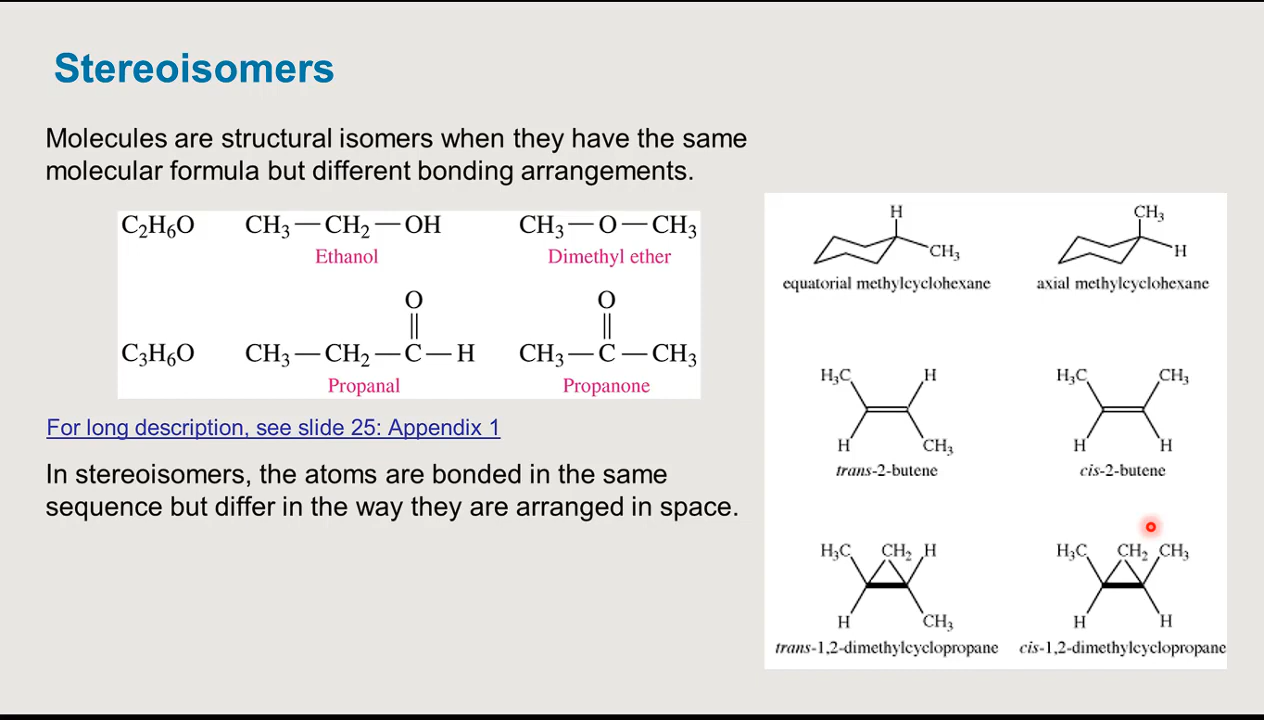 Stereoisomers
Molecules are structural isomers when they have the same
molecular formula but different bonding arrangements.
C₂H₆O CH₃—CH₂—OH CH₃—O—CH₃
Ethanol Dimethyl ether
O O
|| ||
C₃H₆O CH₃—CH₂—C—H CH₃—C—CH₃
Propanal Propanone
For long description, see slide 25: Appendix 1
In stereoisomers, the atoms are bonded in the same
sequence but differ in the way they are arranged in space.
H CH₃
CH₃ H
equatorial methylcyclohexane axial methylcyclohexane
H₃C H H₃C CH₃
H CH₃ H H
trans-2-butene cis-2-butene
H₃C CH₂ H H₃C CH₂ CH₃
H CH₃ H H
trans-1,2-dimethylcyclopropane cis-1,2-dimethylcyclopropane